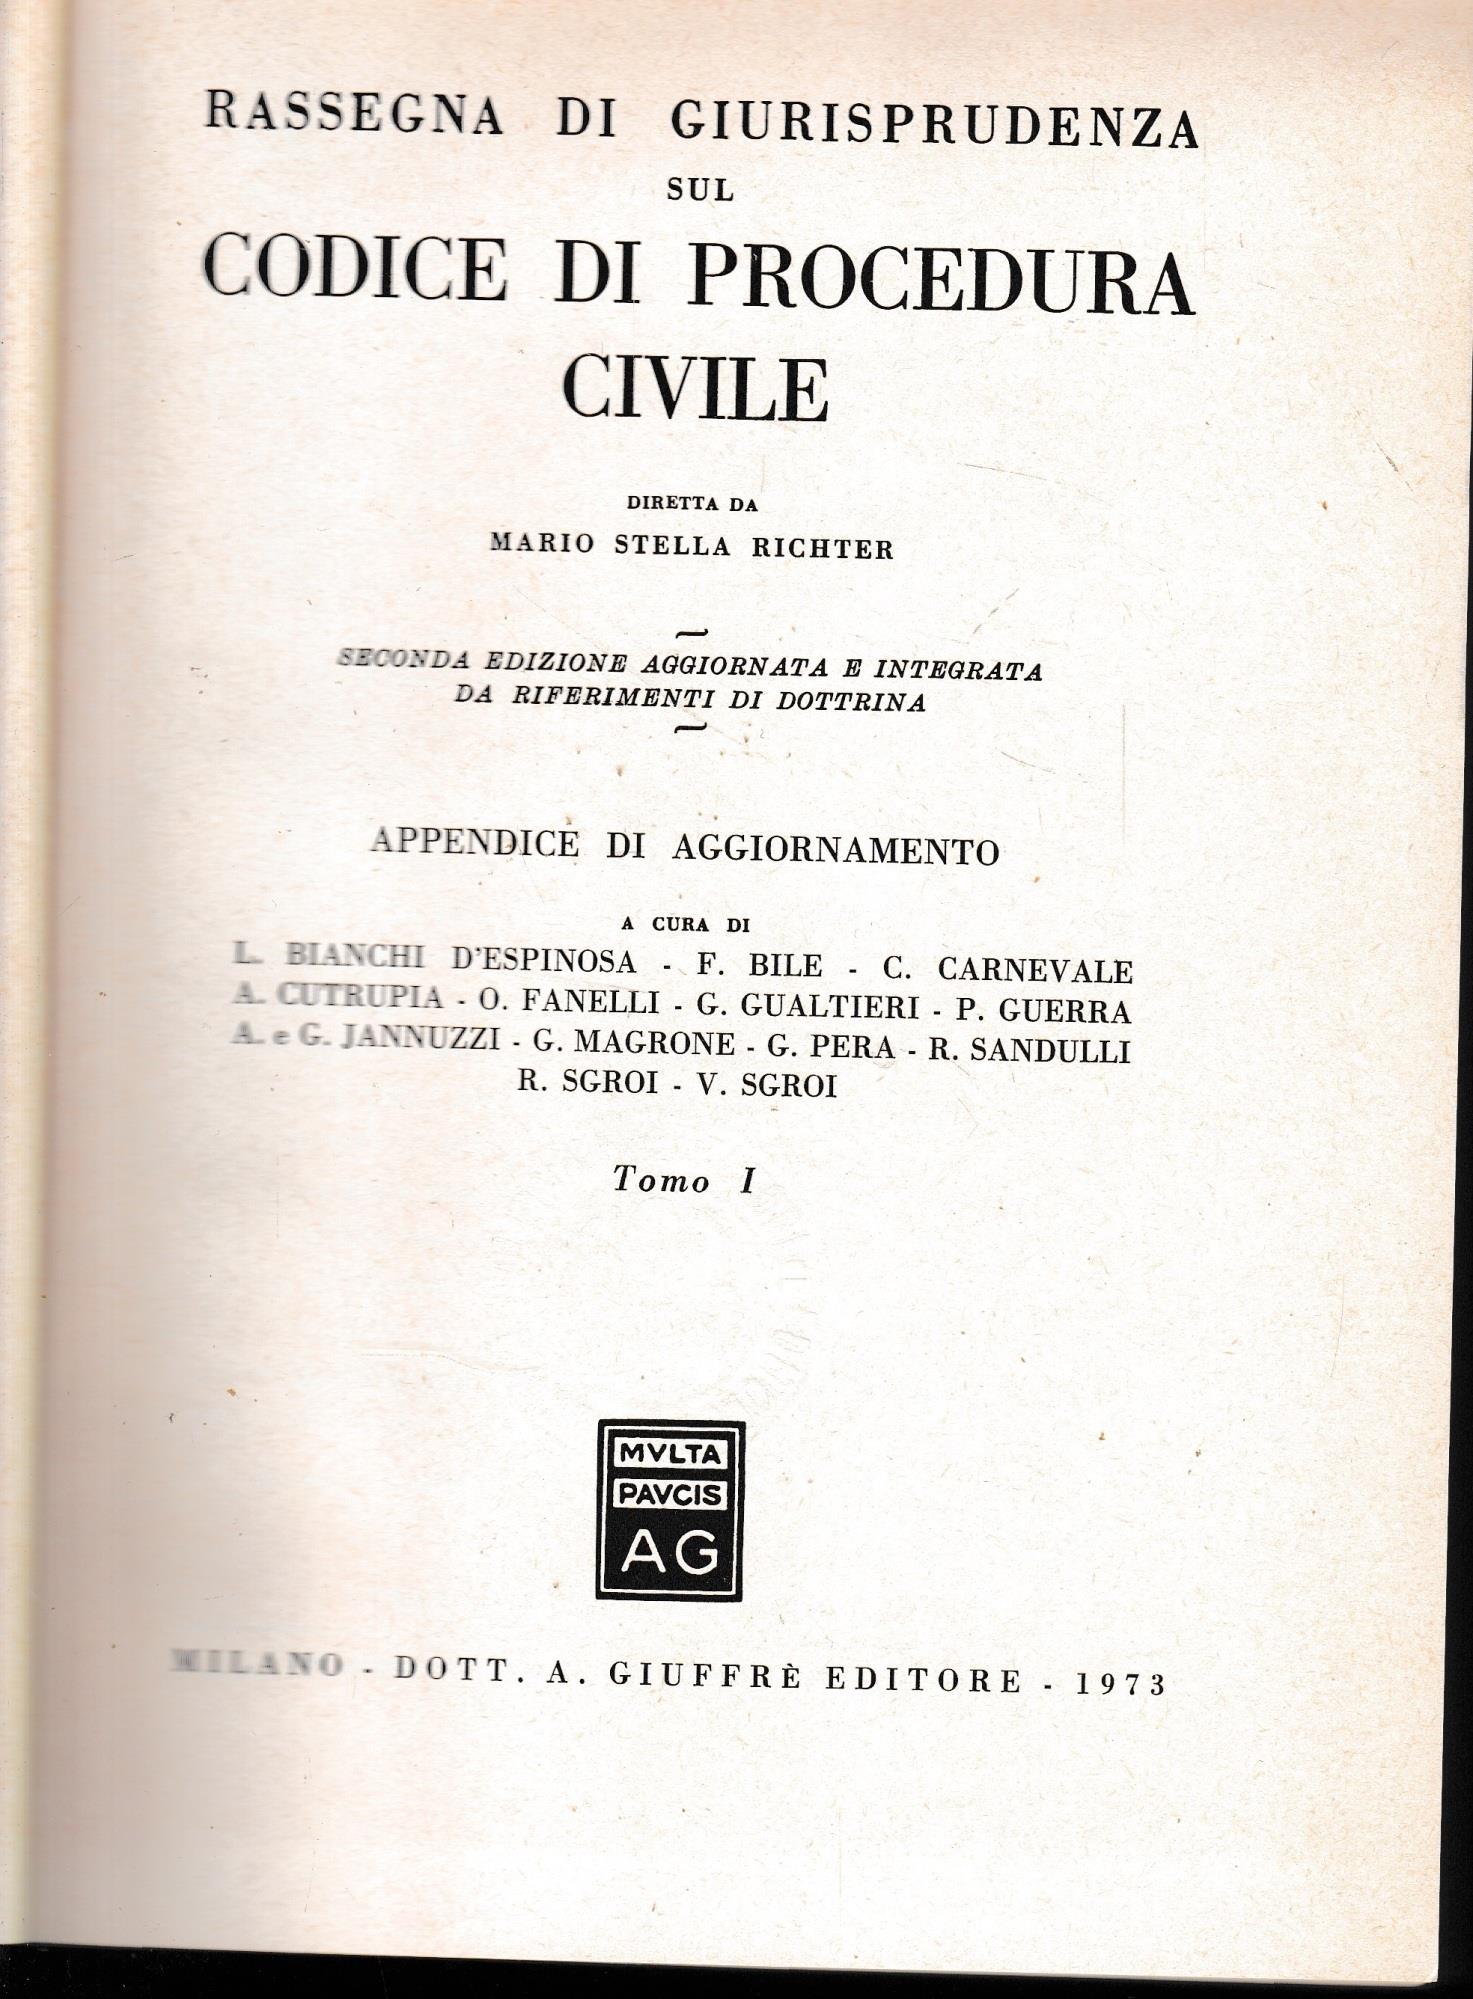 RASSEGNA DI GIURISPRUDENZA
SUL
CODICE DI PROCEDURA
CIVILE
DIRETTA DA
MARIO STELLA RICHTER
SECONDA EDIZIONE AGGIORNATA E INTEGRATA
DA RIFERIMENTI DI DOTTRINA
APPENDICE DI AGGIORNAMENTO
A CURA DI
L. BIANCHI D'ESPINOSA - F. BILE - C. CARNEVALE
A. CUTRUPIA - O. FANELLI - G. GUALTIERI - P. GUERRA
A. e G. JANNUZZI - G. MAGRONE - G. PERA - R. SANDULLI
R. SGROI - V. SGROI
Tomo I
MVLTA
PAVCIS
AG
MILANO - DOTT. A. GIUFFRÈ EDITORE - 1973